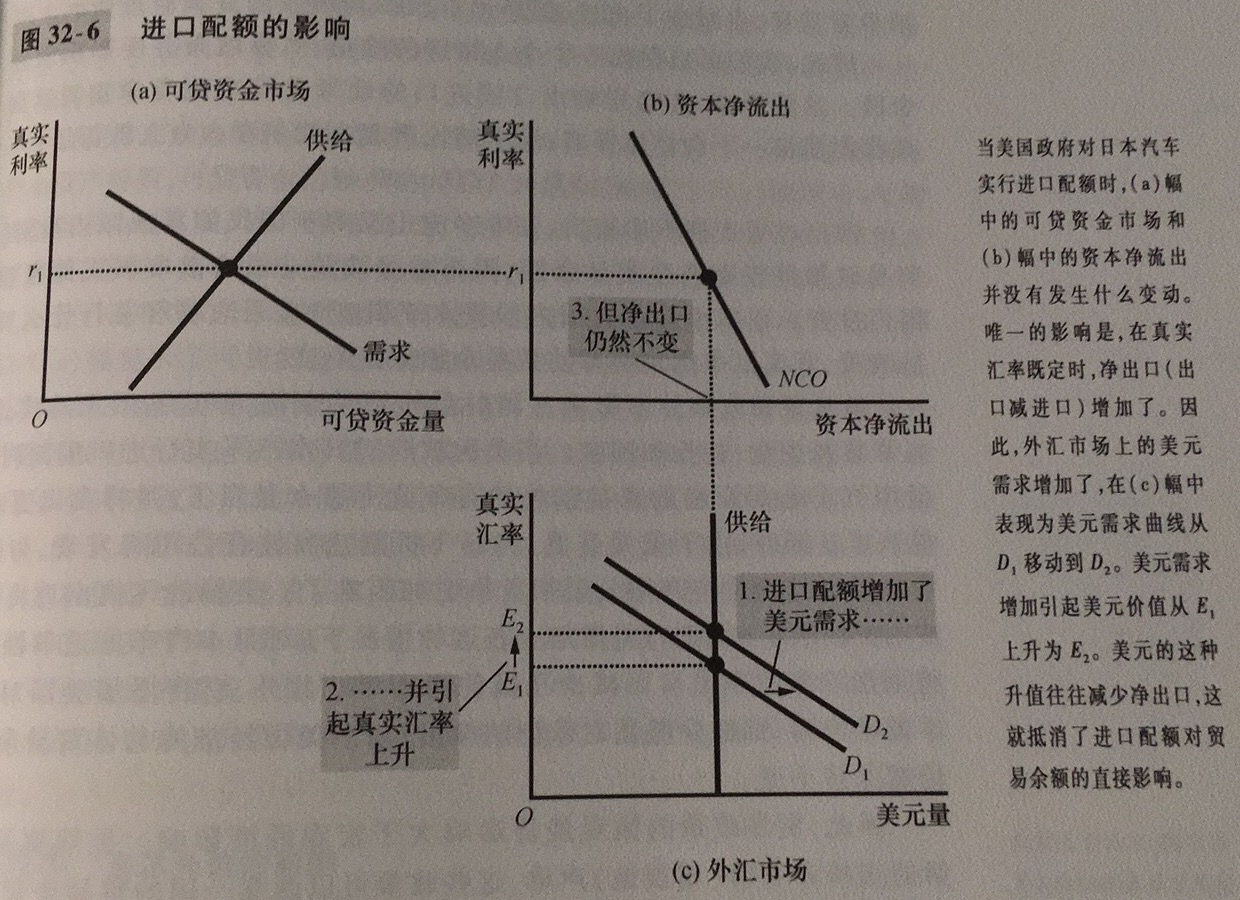 图 32-6 进口配额的影响
(a) 可贷资金市场
真实
利率
供给
r₁
需求
O
可贷资金量
(b) 资本净流出
真实
利率
r₁
3. 但净出口
仍然不变
NCO
资本净流出
真实
汇率
供给
1. 进口配额增加了
美元需求……
E₂
E₁
2. ……并引
起真实汇率
上升
D₂
D₁
O
美元量
(c) 外汇市场
当美国政府对日本汽车
实行进口配额时,(a)幅
中的可贷资金市场和
(b)幅中的资本净流出
并没有发生什么变动。
唯一的影响是,在真实
汇率既定时,净出口(出
口减进口)增加了。因
此,外汇市场上的美元
需求增加了,在(c)幅中
表现为美元需求曲线从
D₁ 移动到 D₂。美元需求
增加引起美元价值从 E₁
上升为 E₂。美元的这种
升值往往减少净出口,这
就抵消了进口配额对贸
易余额的直接影响。